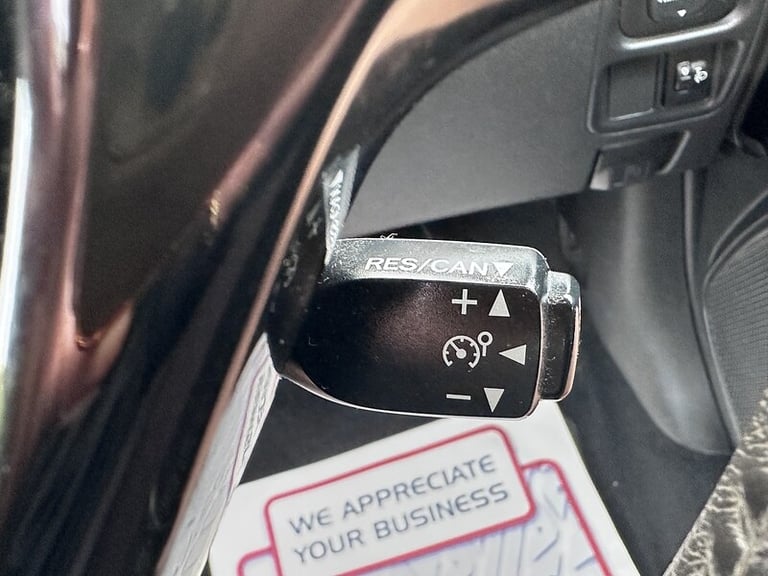 RES/CAN
+
−
WE APPRECIATE
YOUR BUSINESS